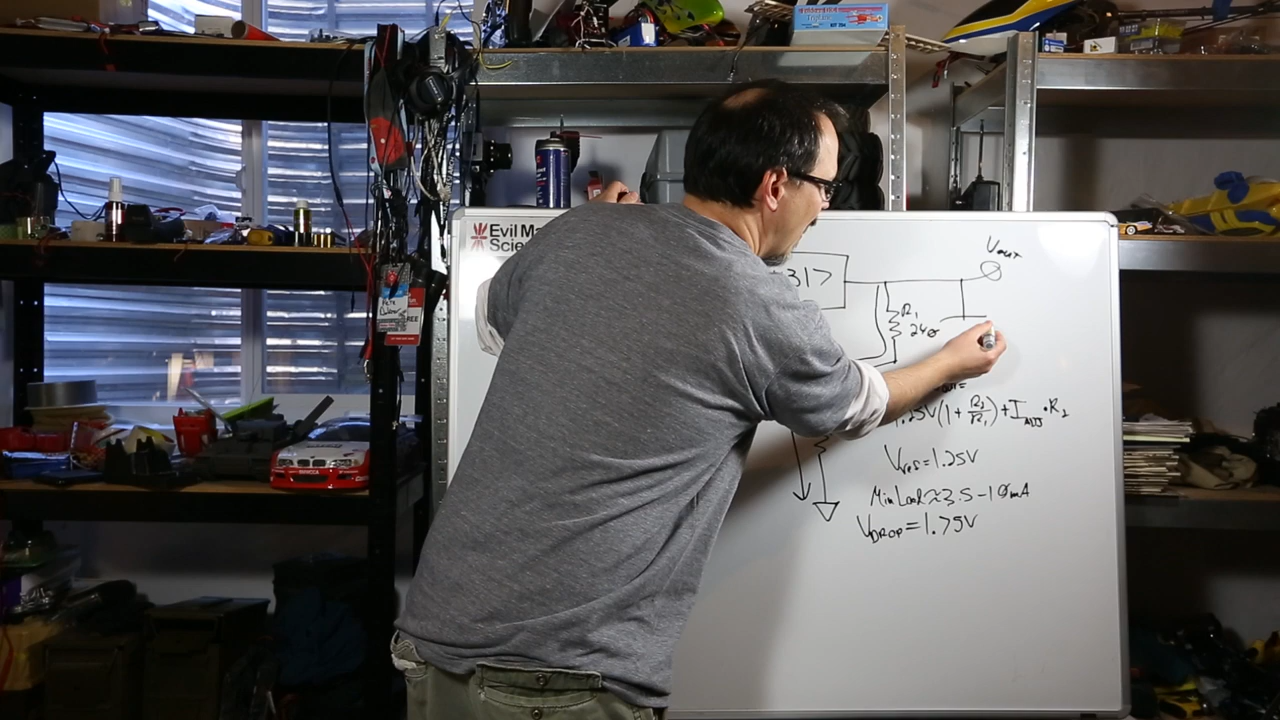 Evil Ma
Scie
Vout
317
R1
240
1.25V(1+R2/R1)+IADJ•R2
Vref=1.25V
Min Load≈3.5-10mA
VDROP=1.75V